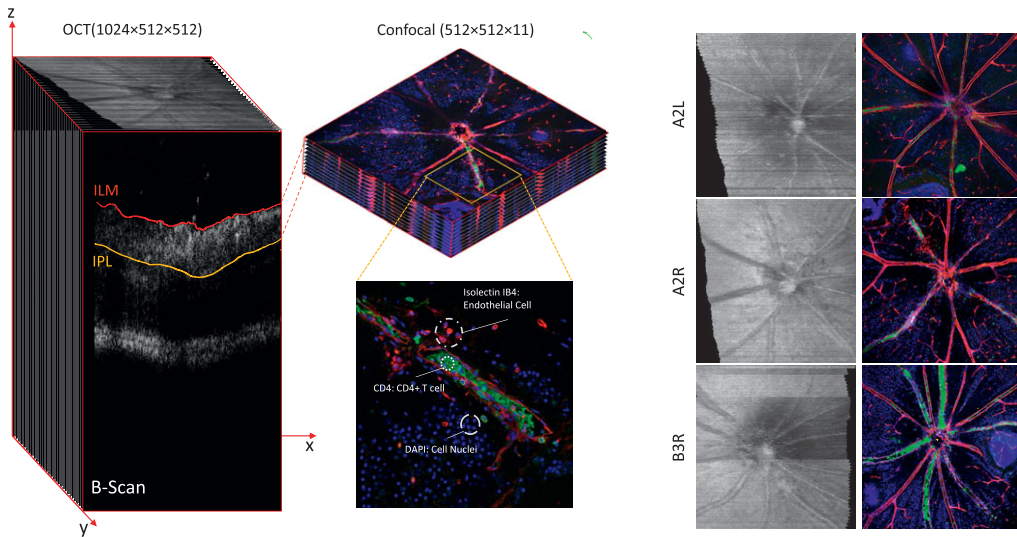 z
OCT(1024×512×512)
Confocal (512×512×11)
ILM
IPL
B-Scan
x
y
Isolectin IB4:
Endothelial Cell
CD4: CD4+ T cell
DAPI: Cell Nuclei
A2L
A2R
B3R